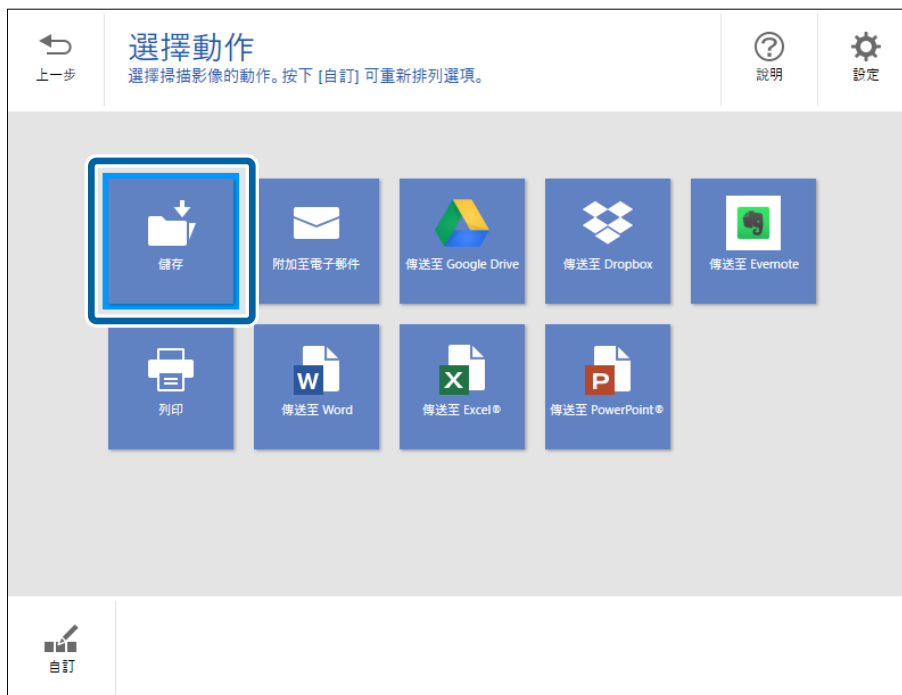 上一步
選擇動作
選擇掃描影像的動作。按下 [自訂] 可重新排列選項。
說明
設定
儲存
附加至電子郵件
傳送至 Google Drive
傳送至 Dropbox
傳送至 Evernote
列印
W
傳送至 Word
X
傳送至 Excel®
P
傳送至 PowerPoint®
自訂